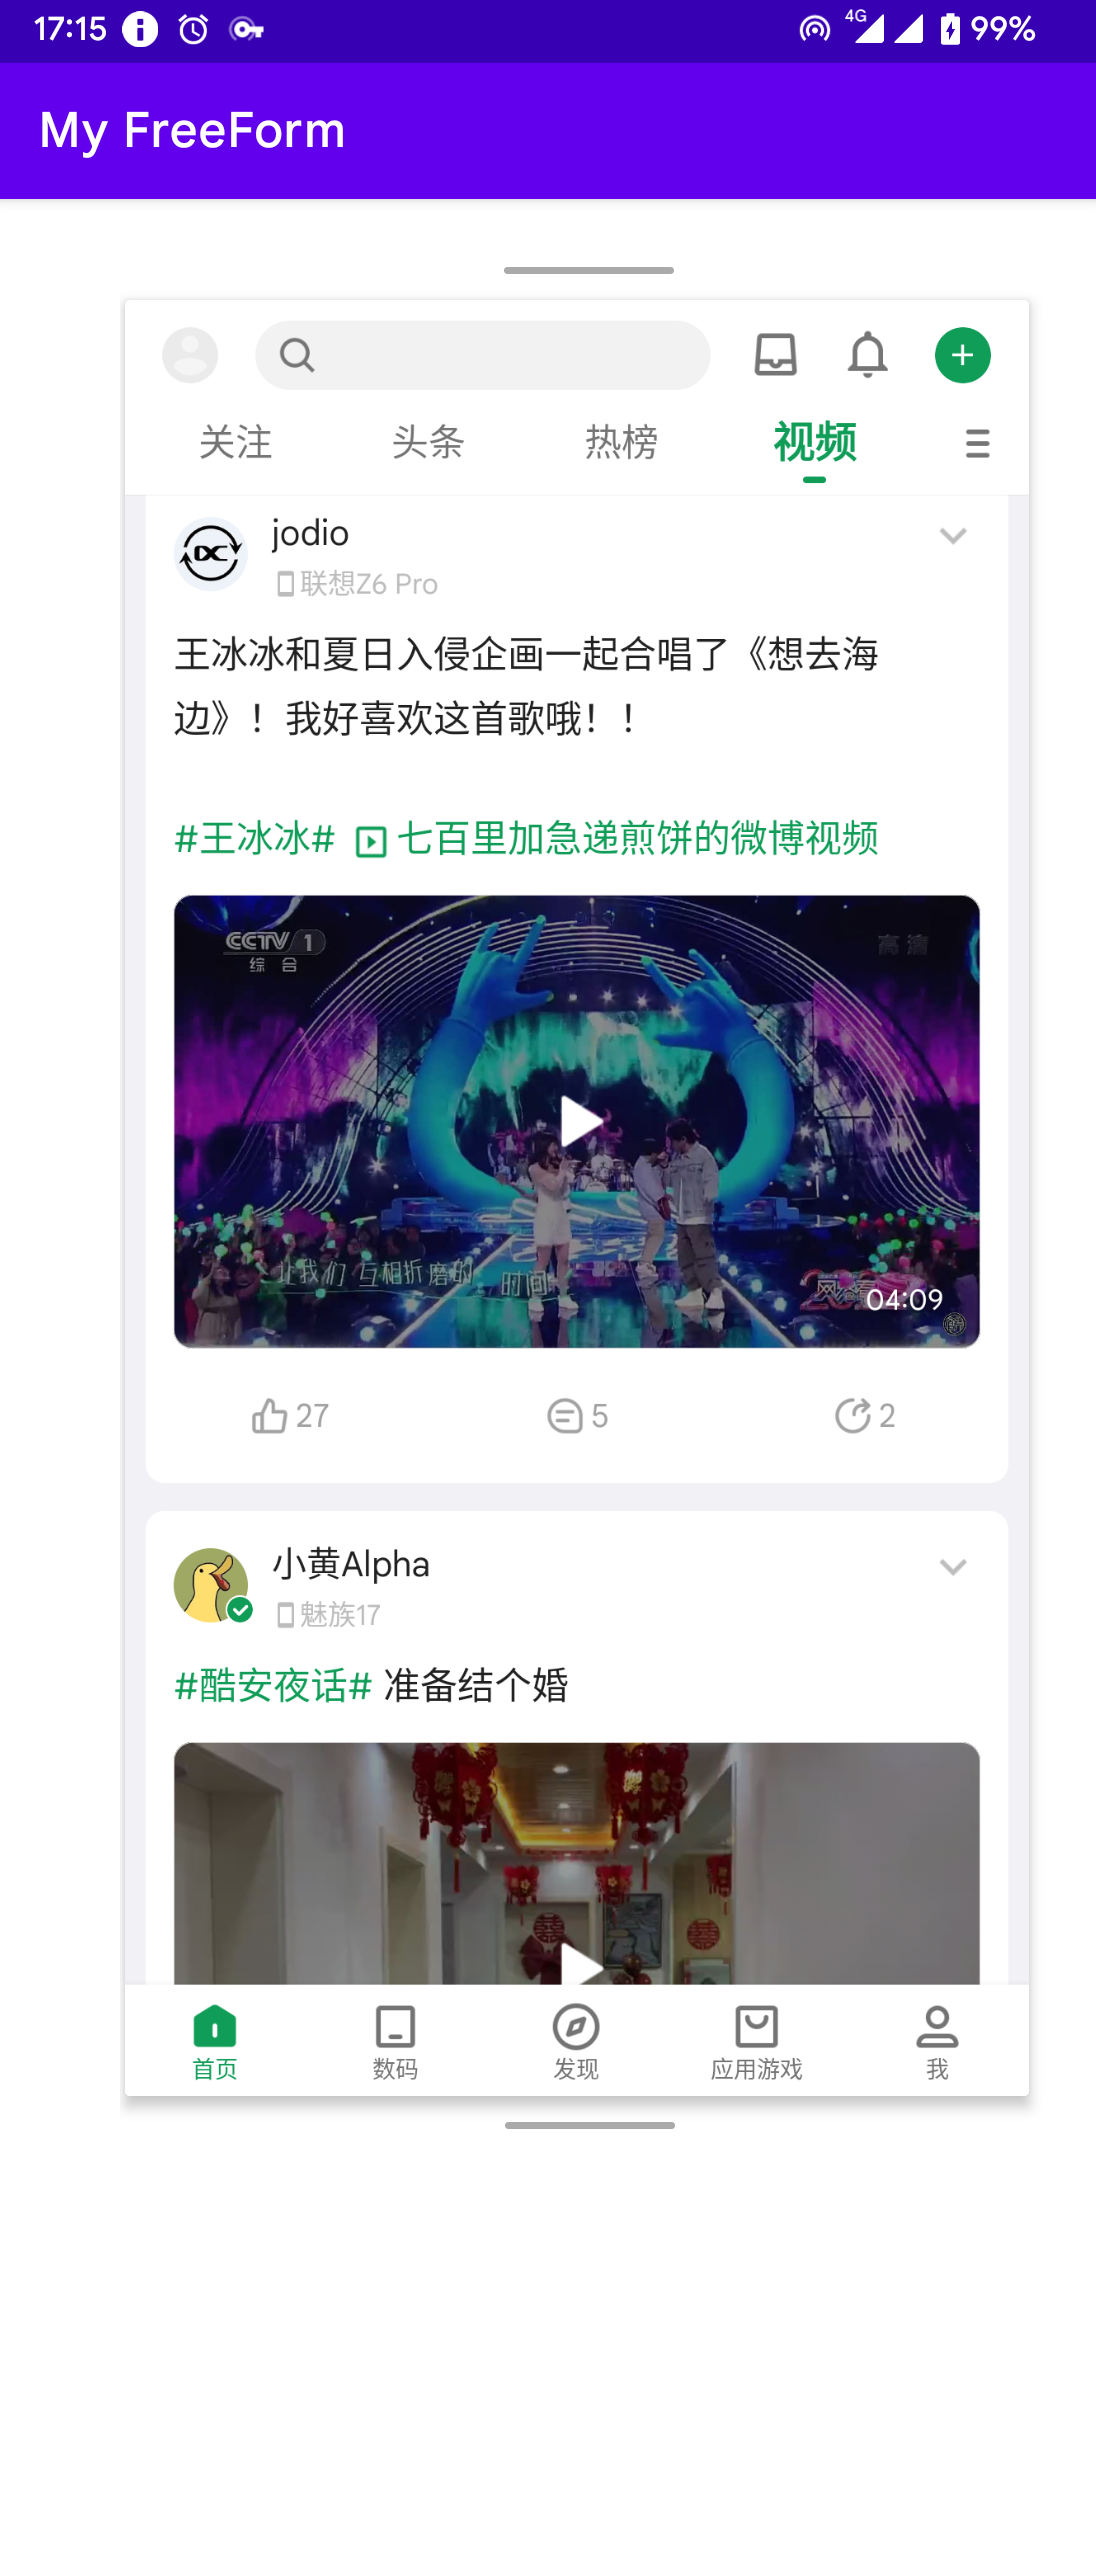 17:15
4G
99%
My FreeForm
关注 头条 热榜 视频
jodio
联想Z6 Pro
王冰冰和夏日入侵企画一起合唱了《想去海
边》！我好喜欢这首歌哦！！
#王冰冰# 七百里加急递煎饼的微博视频
CCTV 1
综合
高清
让我们 互相折磨的 时间
04:09
27 5 2
小黄Alpha
魅族17
#酷安夜话# 准备结个婚
首页 数码 发现 应用游戏 我